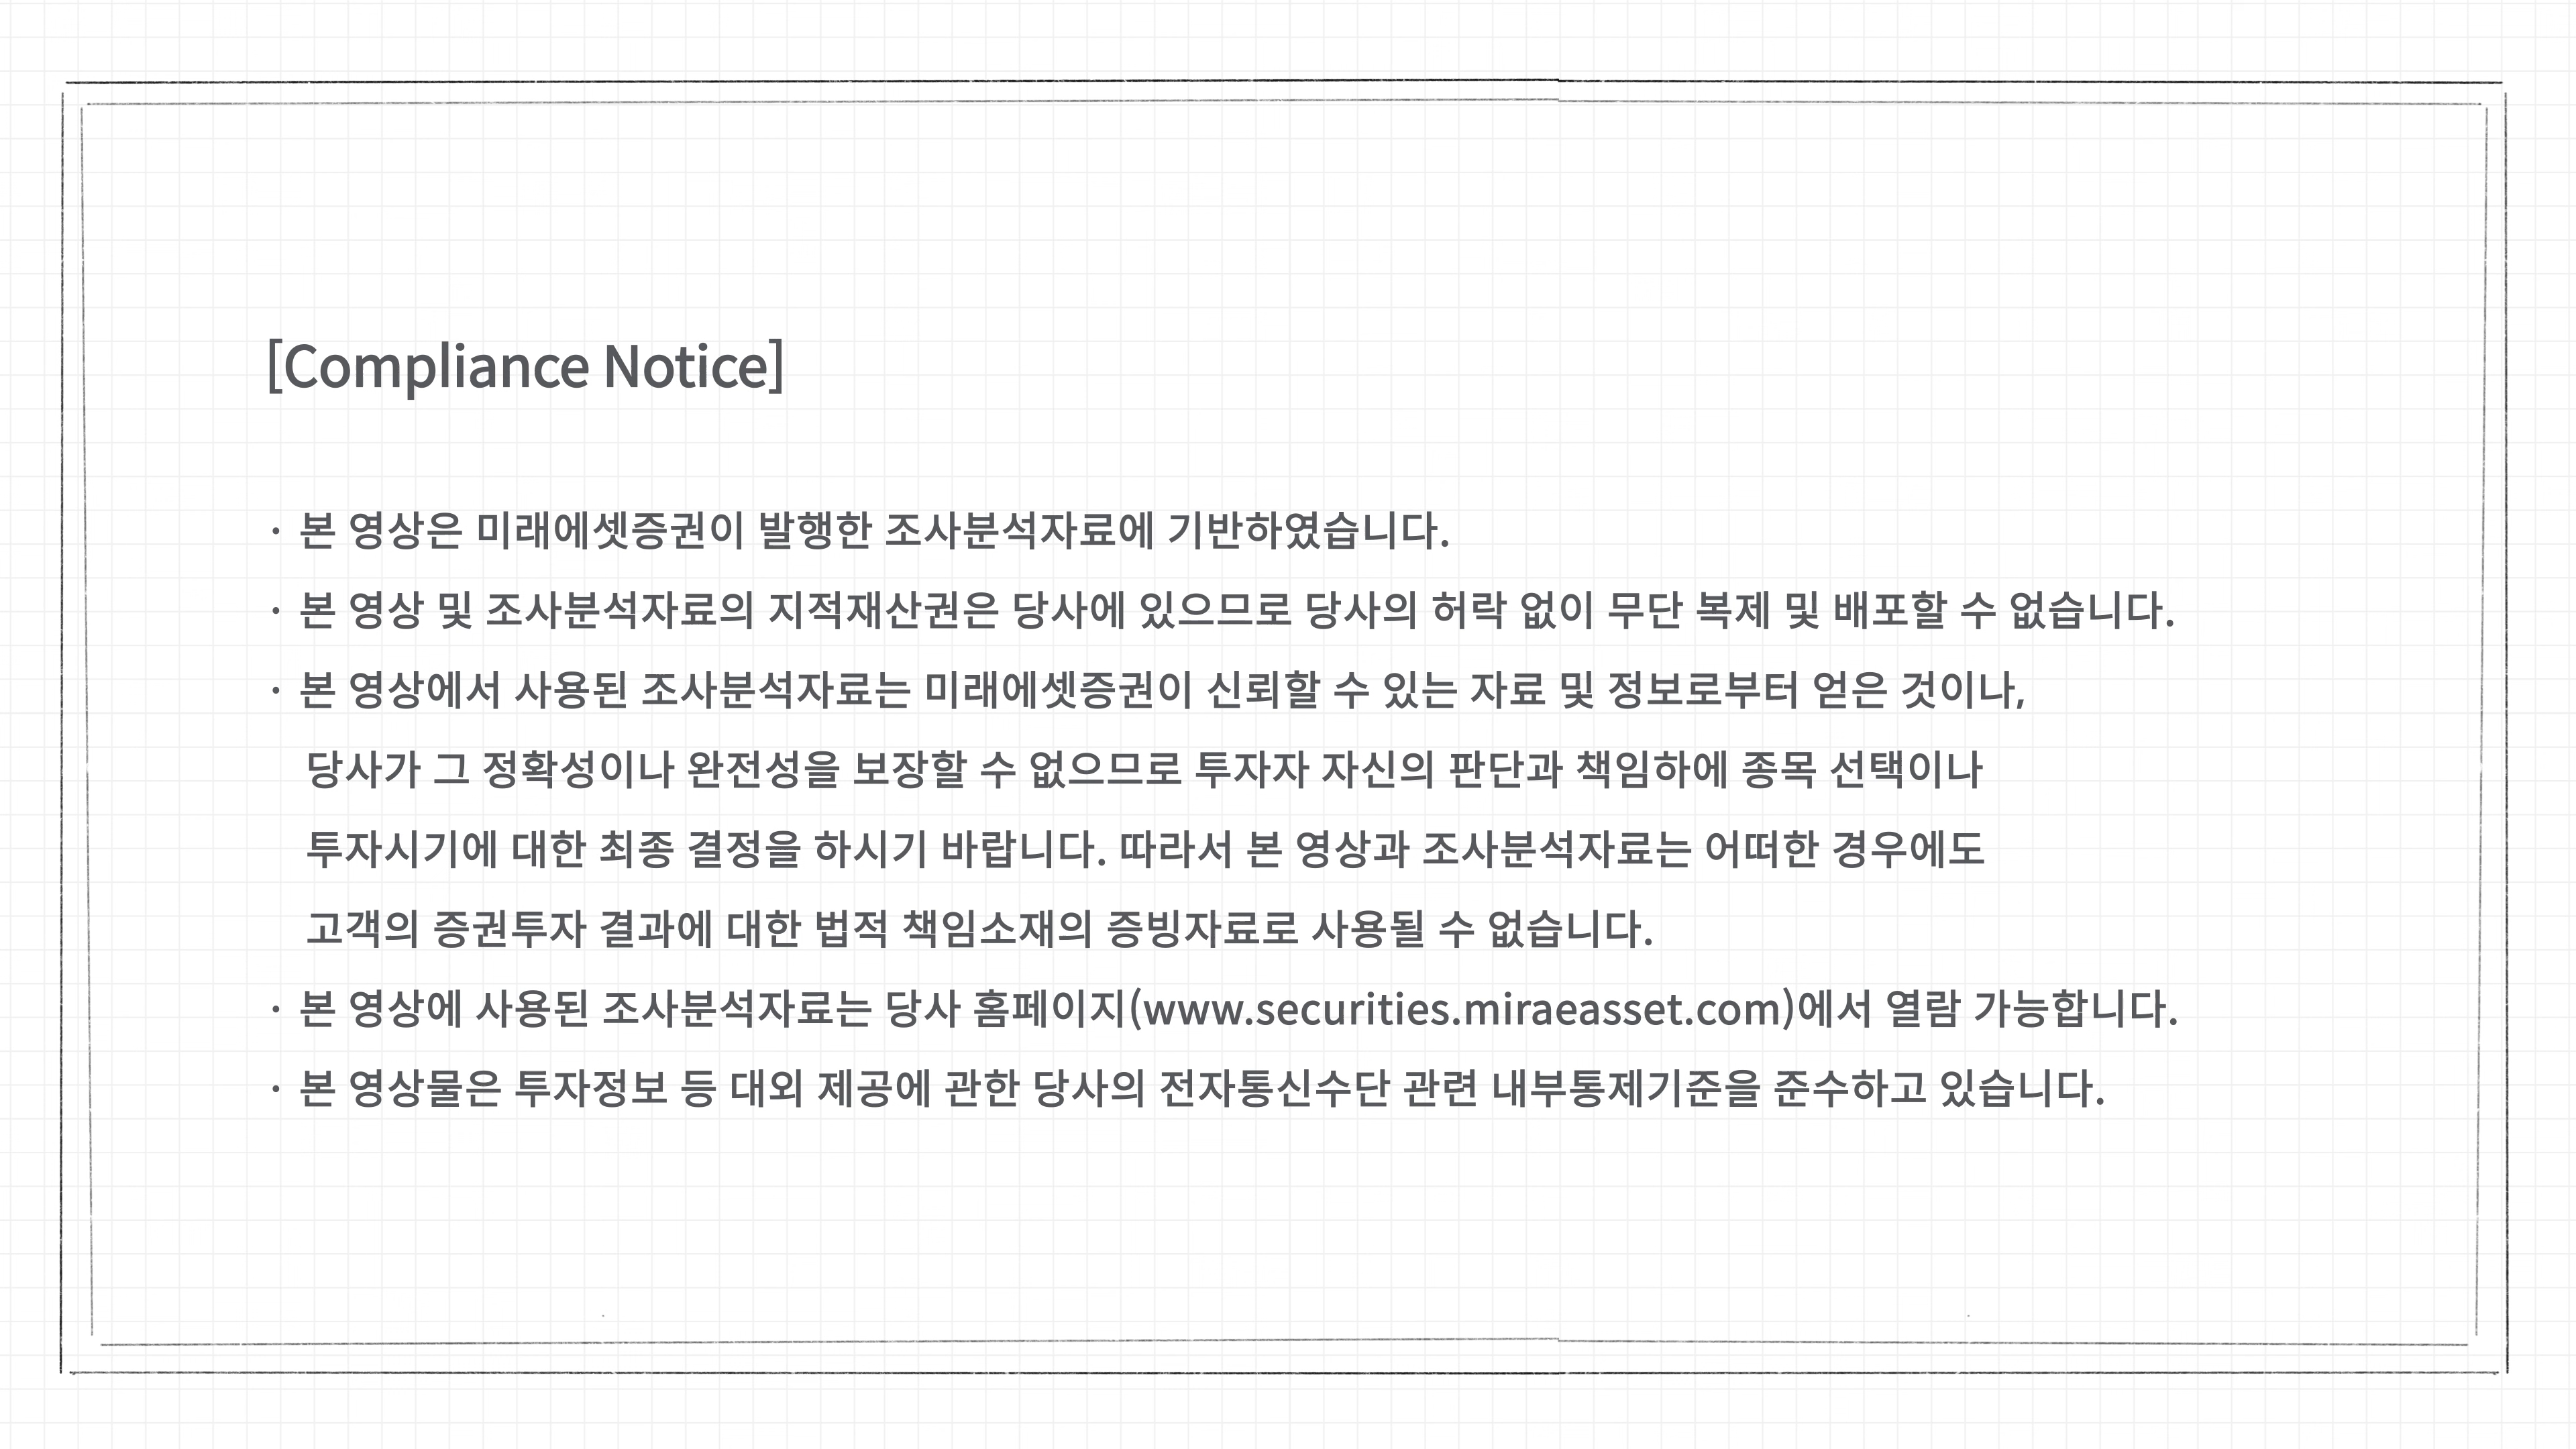 [Compliance Notice]
· 본 영상은 미래에셋증권이 발행한 조사분석자료에 기반하였습니다.
· 본 영상 및 조사분석자료의 지적재산권은 당사에 있으므로 당사의 허락 없이 무단 복제 및 배포할 수 없습니다.
· 본 영상에서 사용된 조사분석자료는 미래에셋증권이 신뢰할 수 있는 자료 및 정보로부터 얻은 것이나,
당사가 그 정확성이나 완전성을 보장할 수 없으므로 투자자 자신의 판단과 책임하에 종목 선택이나
투자시기에 대한 최종 결정을 하시기 바랍니다. 따라서 본 영상과 조사분석자료는 어떠한 경우에도
고객의 증권투자 결과에 대한 법적 책임소재의 증빙자료로 사용될 수 없습니다.
· 본 영상에 사용된 조사분석자료는 당사 홈페이지(www.securities.miraeasset.com)에서 열람 가능합니다.
· 본 영상물은 투자정보 등 대외 제공에 관한 당사의 전자통신수단 관련 내부통제기준을 준수하고 있습니다.